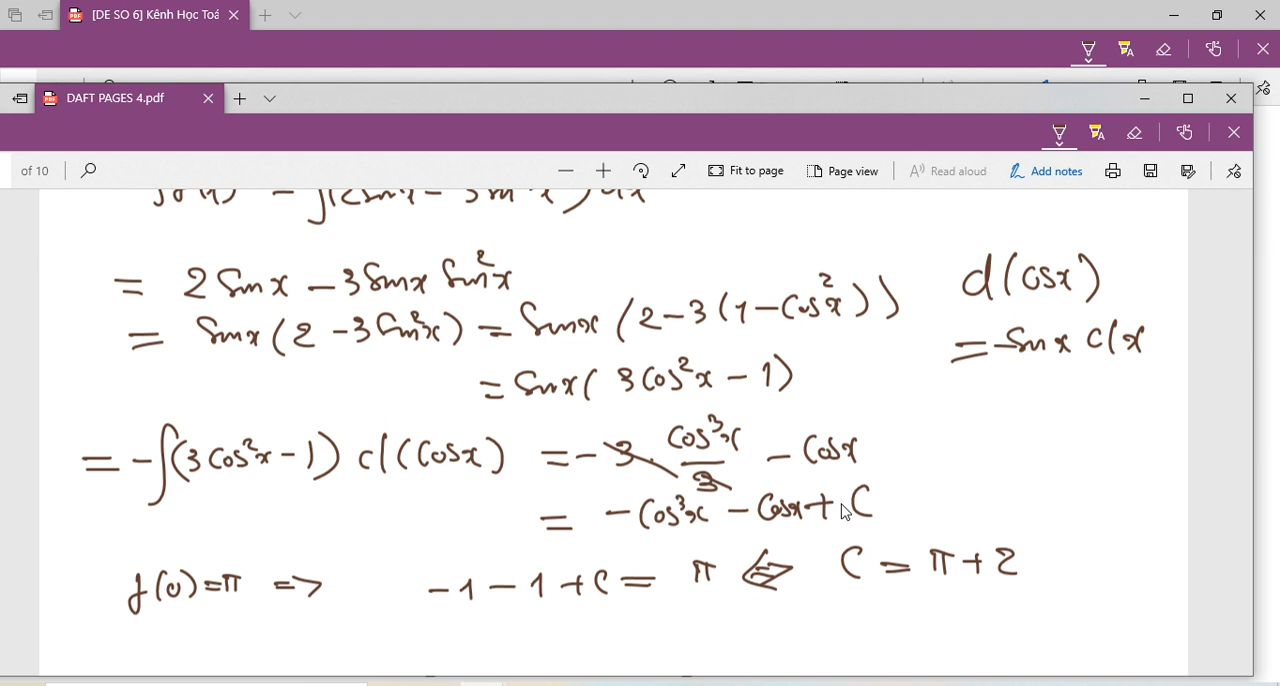 [DE SO 6] Kênh Học Toá
DAFT PAGES 4.pdf
of 10 Fit to page Page view Read aloud Add notes
= 2 Sinx - 3 Sinx Sin²x
= Sinx (2 - 3 Sin²x) = Sinx (2 - 3 (1 - Cos²x))
d(cosx)
= -Sinx dx
= Sinx (3 Cos²x - 1)
= -∫(3 Cos²x - 1) d(Cosx) = -3. Cos³x/3 - Cosx
= -Cos³x - Cosx + C
f(0) = π => -1 - 1 + C = π <=> C = π + 2